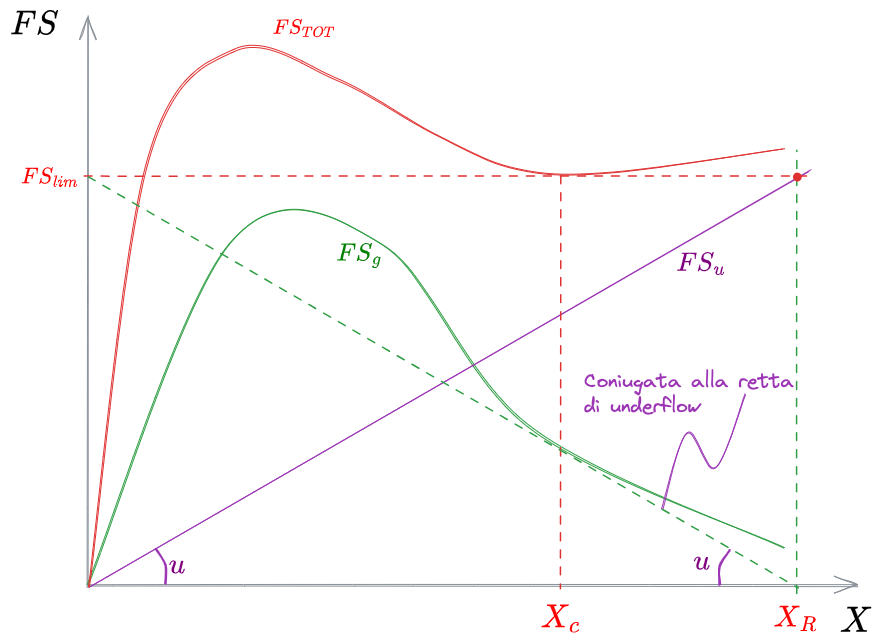 FS
FS_TOT
FS_lim
FS_g
FS_u
Coniugata alla retta
di underflow
u
u
X_c
X_R
X